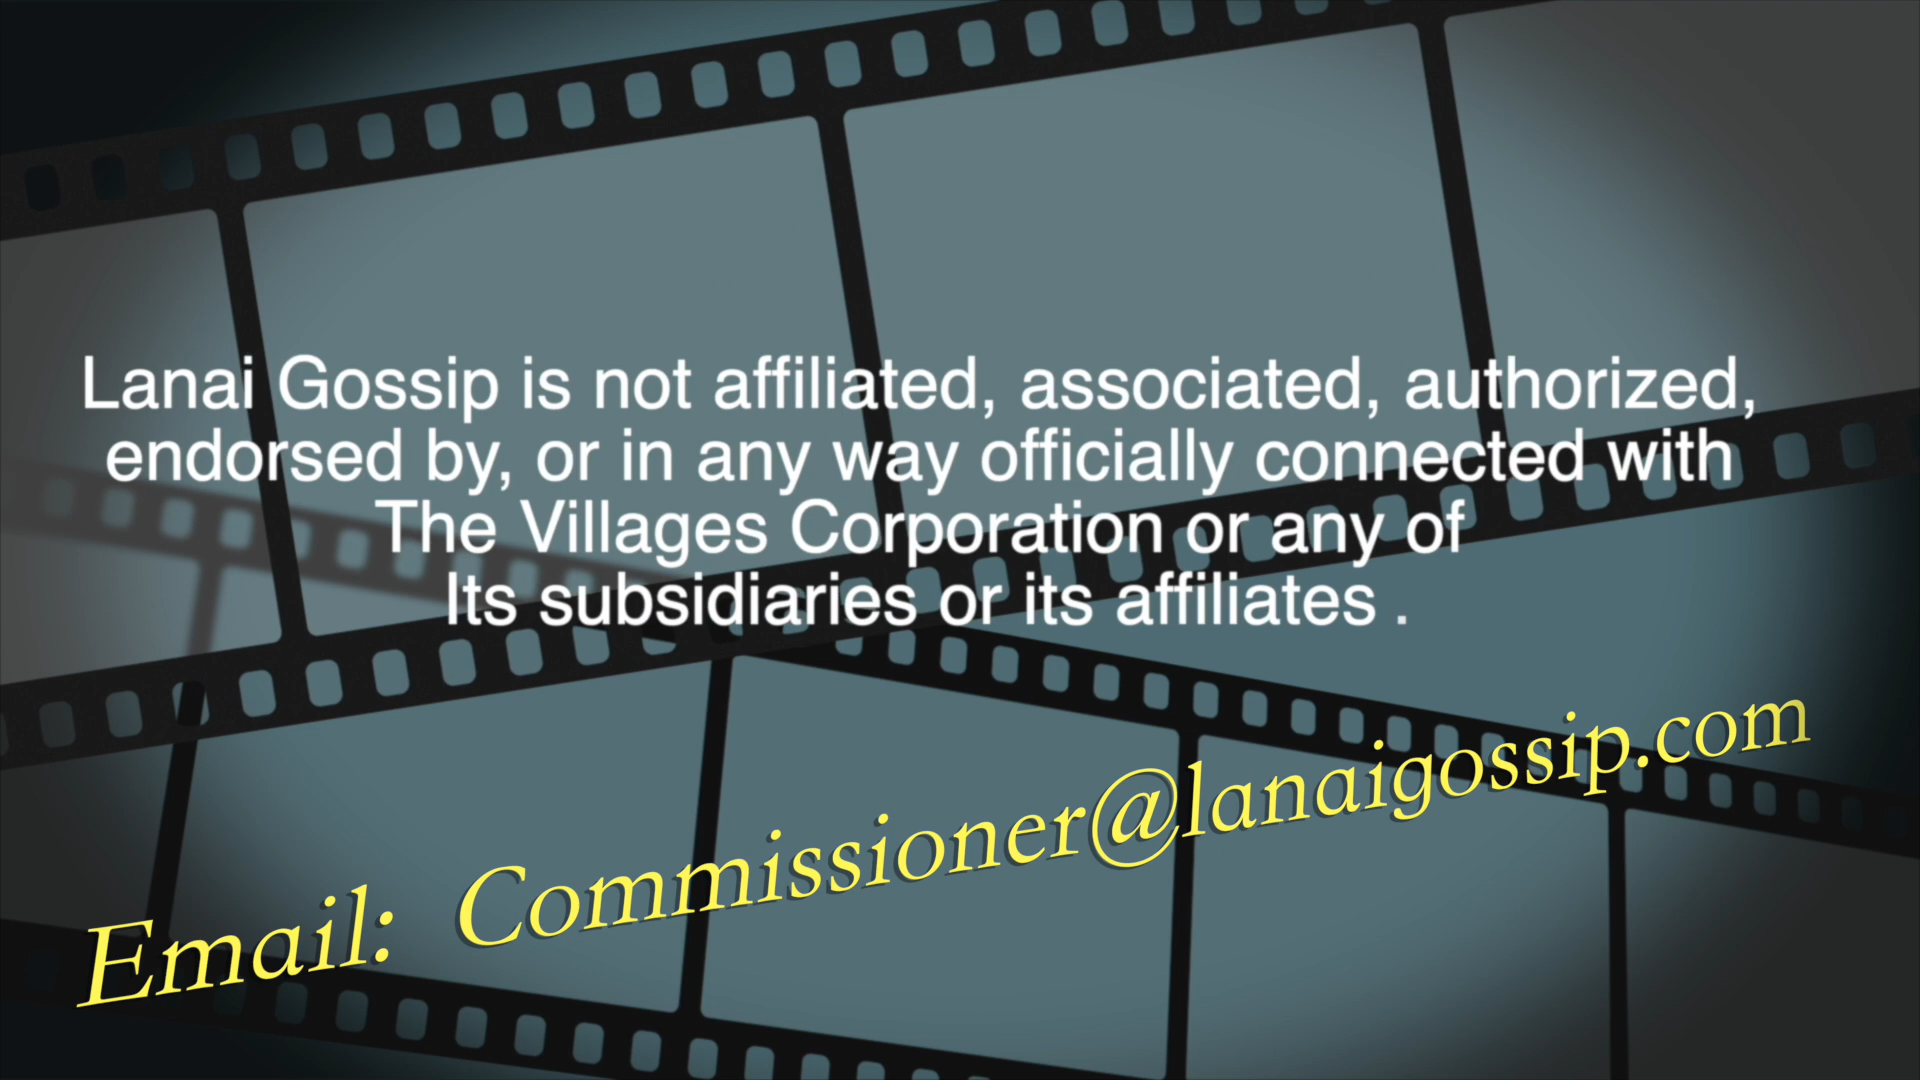 Lanai Gossip is not affiliated, associated, authorized,
endorsed by, or in any way officially connected with
The Villages Corporation or any of
Its subsidiaries or its affiliates .
Email: Commissioner@lanaigossip.com